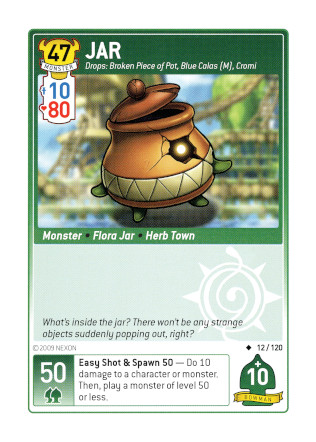 47
MONSTER
JAR
Drops: Broken Piece of Pot, Blue Calas (M), Cromi
10
80
Monster • Flora Jar • Herb Town
What's inside the jar? There won't be any strange
objects suddenly popping out, right?
©2009 NEXON
◆ 12/120
50
Easy Shot & Spawn 50 — Do 10
damage to a character or monster.
Then, play a monster of level 50
or less.
+
10
BOWMAN